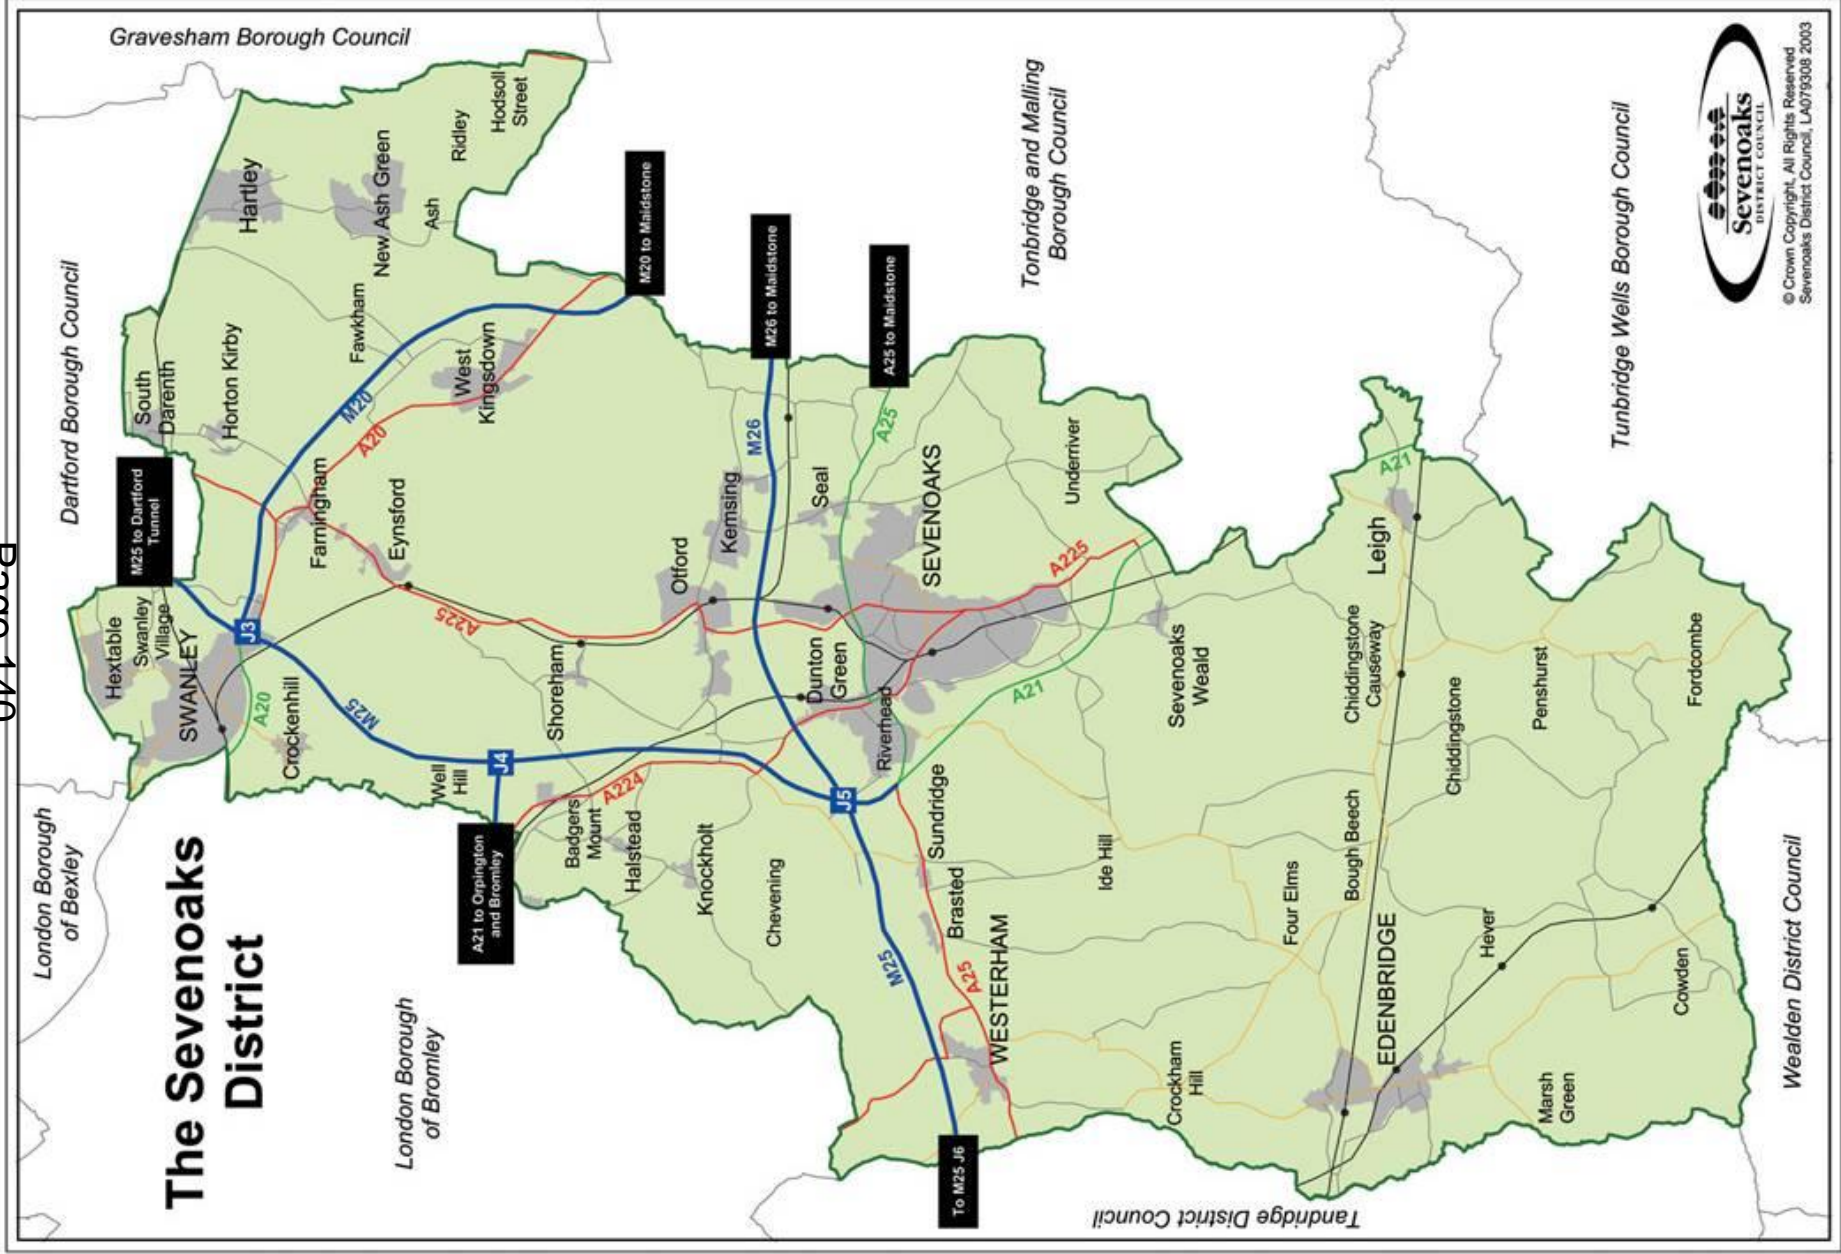 The Sevenoaks
District
London Borough
of Bexley
Dartford Borough Council
Gravesham Borough Council
London Borough
of Bromley
Tonbridge and Malling
Borough Council
Tunbridge Wells Borough Council
Wealden District Council
Tandridge District Council
M25 to Dartford
Tunnel
A21 to Orpington
and Bromley
M20 to Maidstone
M26 to Maidstone
A25 to Maidstone
To M25 J6
Hextable
Swanley
Village
SWANLEY
J3
A20
Crockenhill
M25
South
Darenth
Horton Kirby
Hartley
Fawkham
New Ash Green
Ash
Ridley
Hodsoll
Street
M20
A20
West
Kingsdown
Farningham
Eynsford
A225
Well
Hill
J4
Shoreham
Badgers
Mount
A224
Halstead
Knockholt
Chevening
Otford
Kemsing
M26
Seal
A25
SEVENOAKS
Dunton
Green
Riverhead
J5
Underriver
A225
A21
Sundridge
Brasted
M25
A25
WESTERHAM
Ide Hill
Sevenoaks
Weald
Crockham
Hill
Four Elms
Bough Beech
Chiddingstone
Causeway
Leigh
A21
EDENBRIDGE
Chiddingstone
Hever
Penshurst
Marsh
Green
Cowden
Fordcombe
Sevenoaks
DISTRICT COUNCIL
© Crown Copyright, All Rights Reserved
Sevenoaks District Council, LA079308 2003